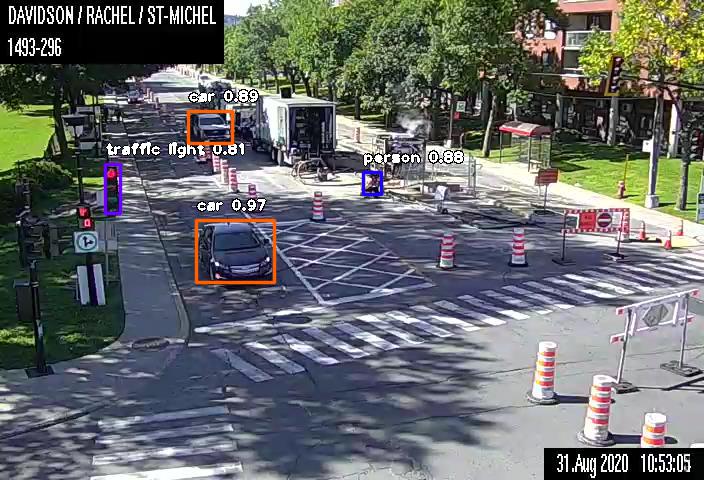 DAVIDSON / RACHEL / ST-MICHEL
1493-296
car 0.89
traffic light 0.81
person 0.88
car 0.97
31.Aug 2020 10:53:05